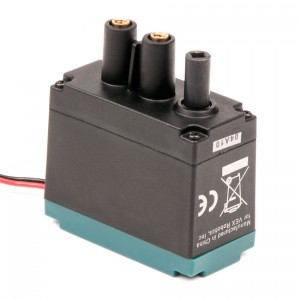 CE
Manufactured in China
for VEX Robotics, Inc